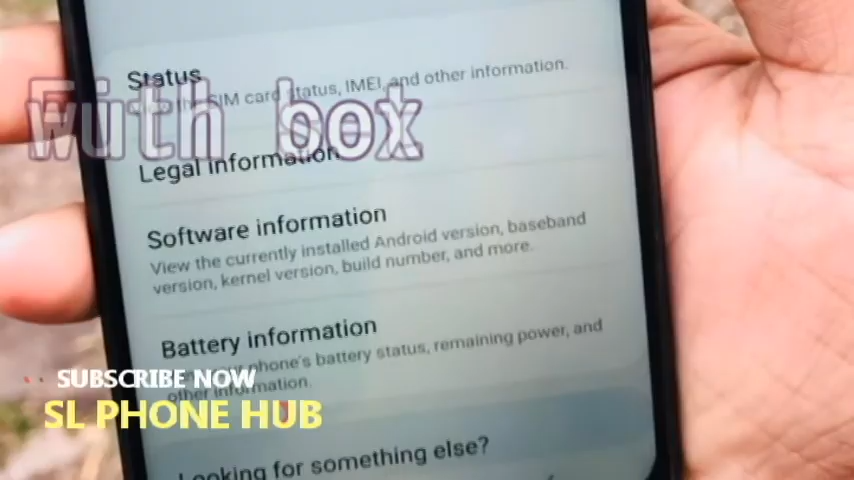 Status
SIM card status, IMEI, and other information.
with box
Legal information
Software information
View the currently installed Android version, baseband
version, kernel version, build number, and more.
Battery information
phone's battery status, remaining power, and
other information.
SUBSCRIBE NOW
SL PHONE HUB
Looking for something else?